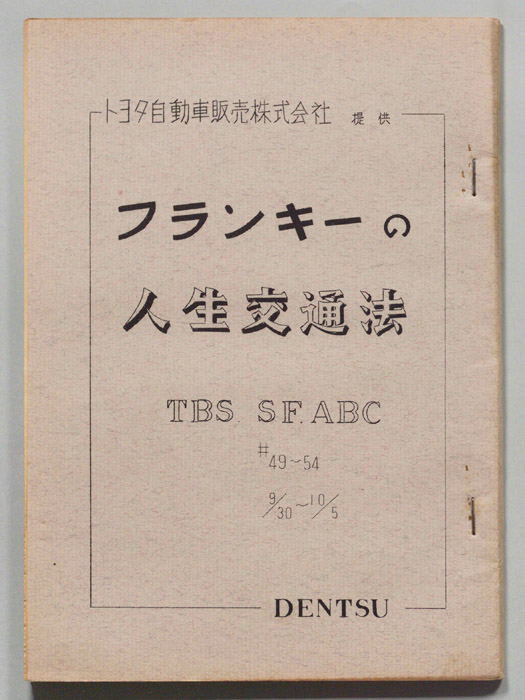 トヨタ自動車販売株式会社 提供
フランキーの
人生交通法
TBS. S.F. ABC
#49~54
9/30~10/5
DENTSU